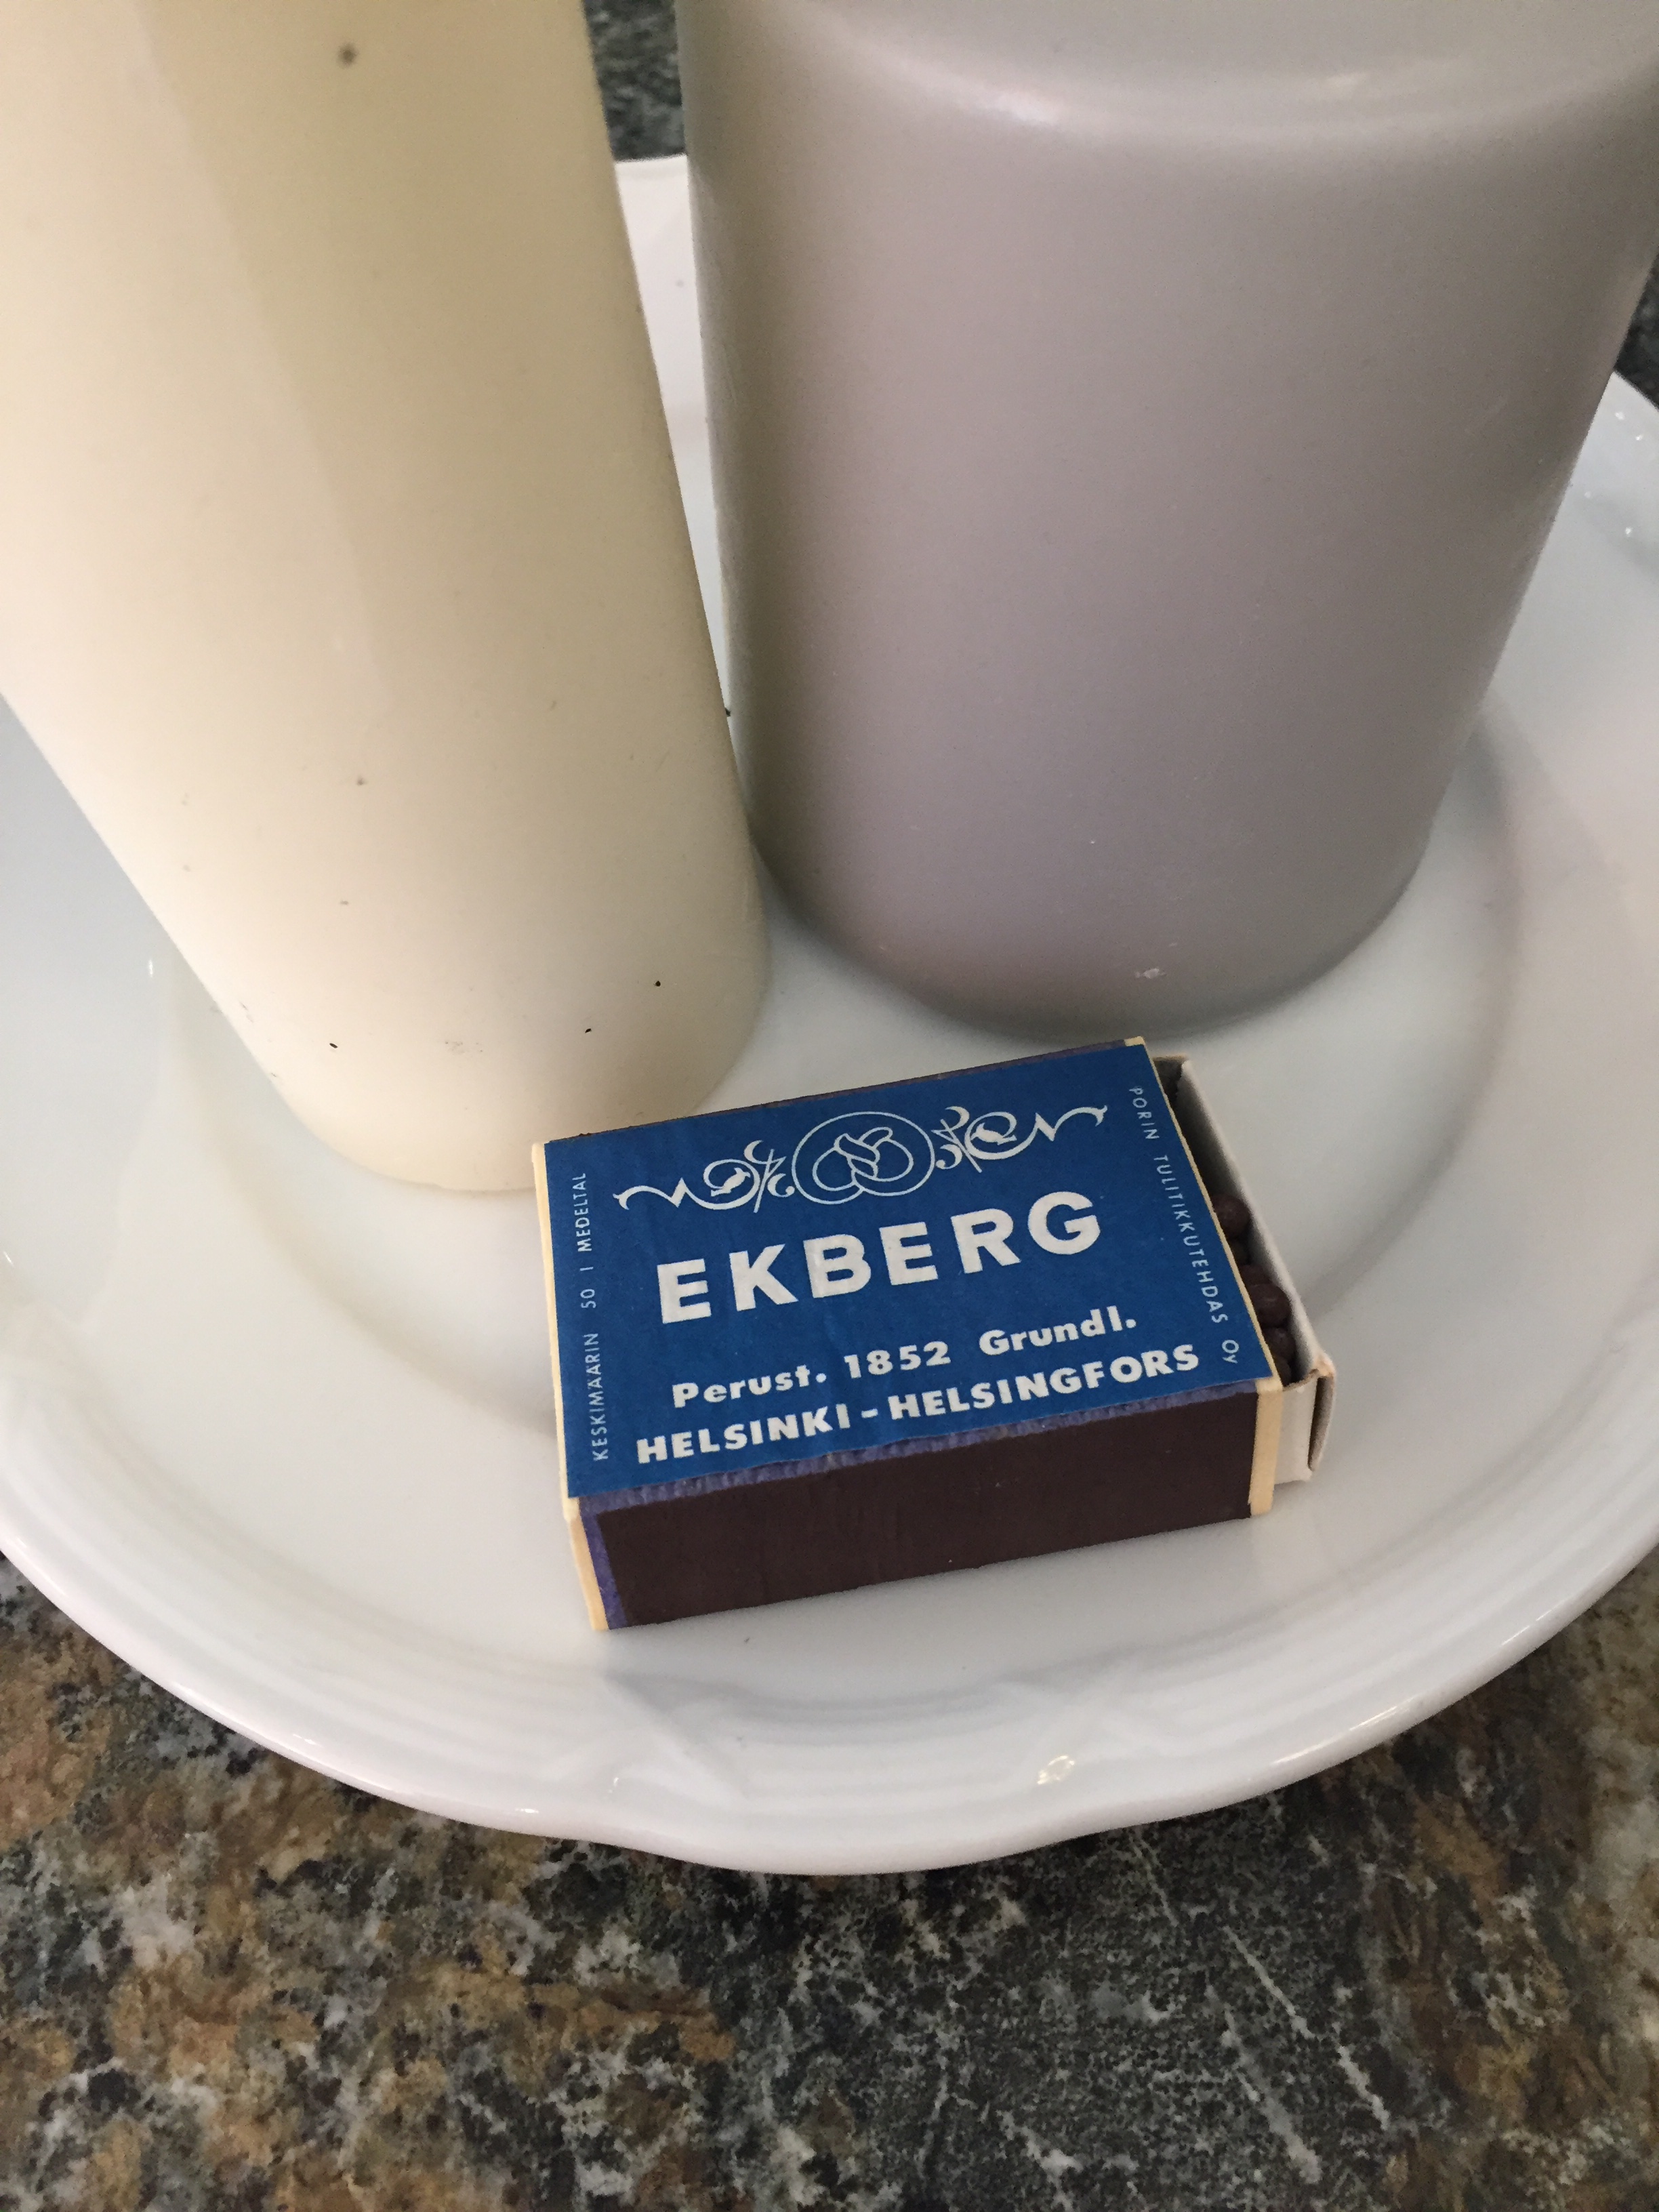 EKBERG
Perust. 1852 Grundl.
HELSINKI - HELSINGFORS
KESKIMÄÄRIN 50 I MEDELTAL
PORIN TULITIKKUTEHDAS OY